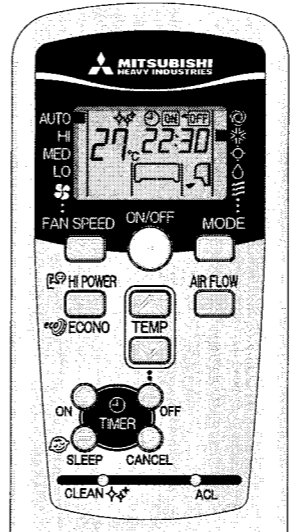 MITSUBISHI
HEAVY INDUSTRIES
AUTO
ON OFF
HI
27°C 22:30
MED
LO
FAN SPEED ON/OFF MODE
HI POWER AIR FLOW
eco ECONO TEMP
ON TIMER OFF
SLEEP CANCEL
CLEAN ACL